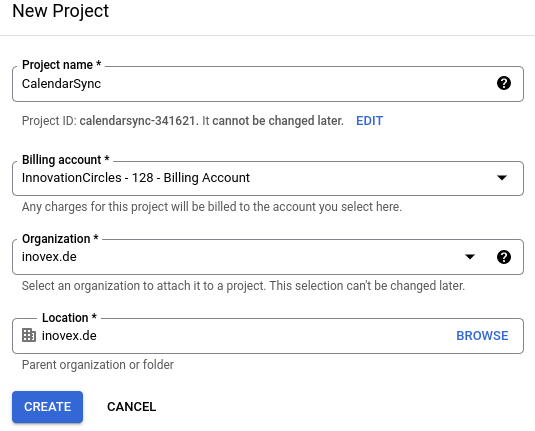 New Project
Project name *
CalendarSync
Project ID: calendarsync-341621. It cannot be changed later. EDIT
Billing account *
InnovationCircles - 128 - Billing Account
Any charges for this project will be billed to the account you select here.
Organization *
inovex.de
Select an organization to attach it to a project. This selection can't be changed later.
Location *
inovex.de BROWSE
Parent organization or folder
CREATE CANCEL